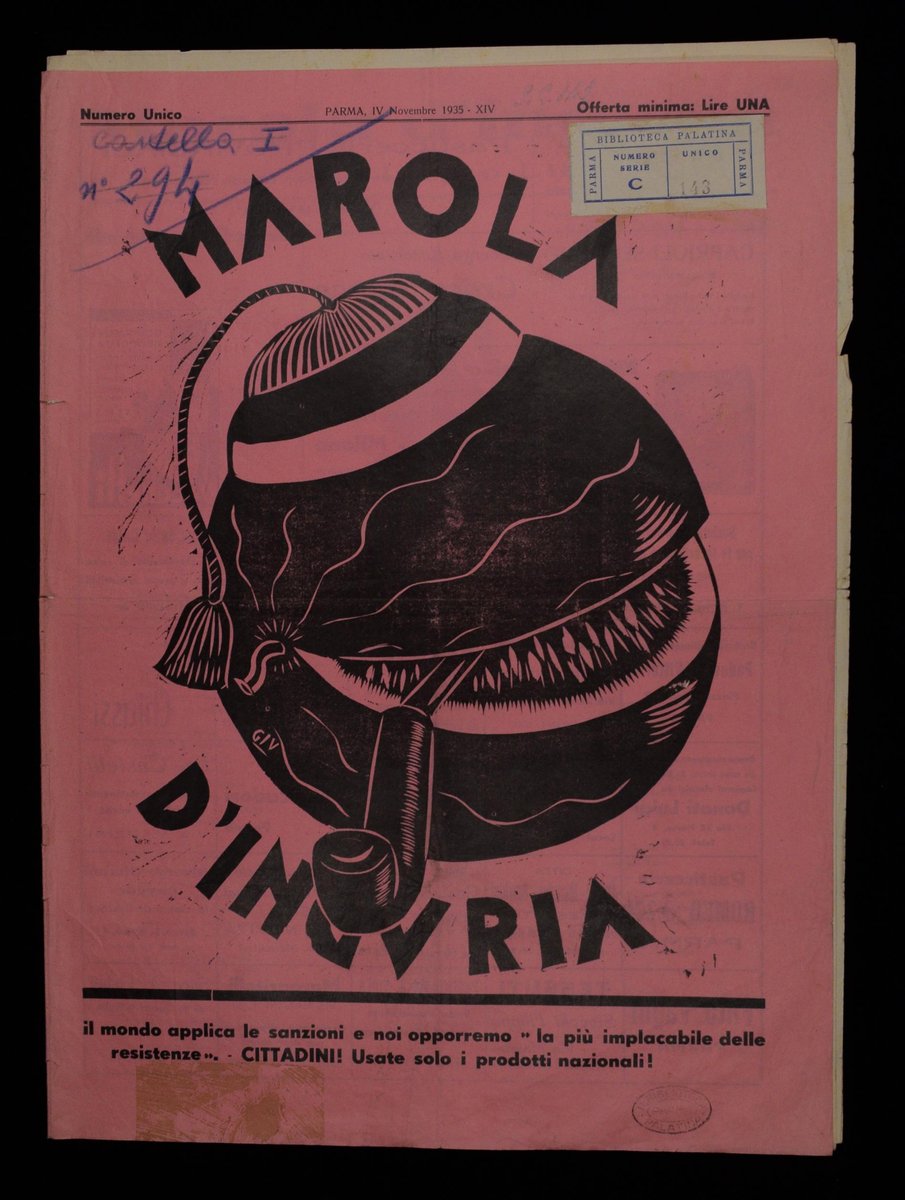 Numero Unico
PARMA, IV Novembre 1935 - XIV
Offerta minima: Lire UNA
Cartella I
n° 294
BIBLIOTECA PALATINA
PARMA
NUMERO
SERIE
C
UNICO
143
PARMA
MAROLA
GIV
D'INGVRIA
il mondo applica le sanzioni e noi opporremo » la più implacabile delle
resistenze ». - CITTADINI! Usate solo i prodotti nazionali!
PALATINA